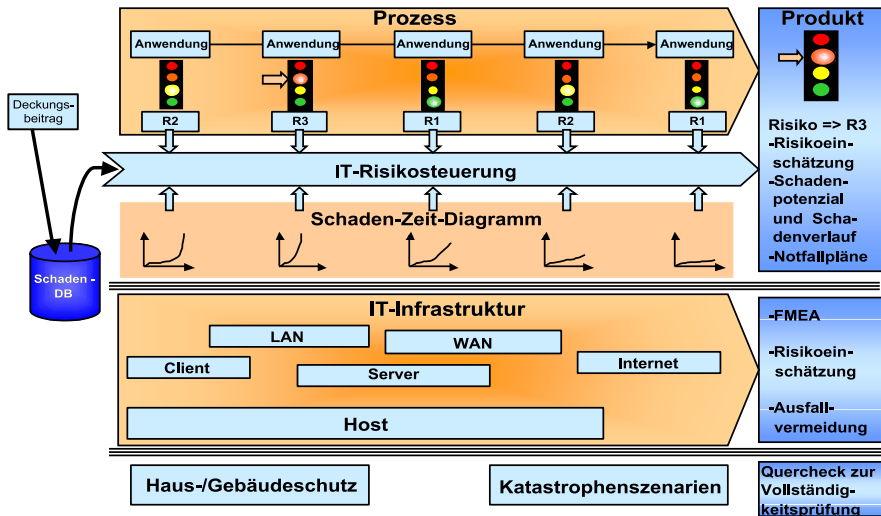 Prozess
Produkt
Anwendung
Anwendung
Anwendung
Anwendung
Anwendung
Deckungs-
beitrag
R2
R3
R1
R2
R1
Risiko => R3
-Risikoein-
schätzung
-Schaden-
potenzial
und Scha-
denverlauf
-Notfallpläne
IT-Risikosteuerung
Schaden-Zeit-Diagramm
Schaden -
DB
IT-Infrastruktur
LAN
WAN
Client
Server
Internet
Host
-FMEA
-Risikoein-
schätzung
-Ausfall-
vermeidung
Haus-/Gebäudeschutz
Katastrophenszenarien
Quercheck zur
Vollständig-
keitsprüfung